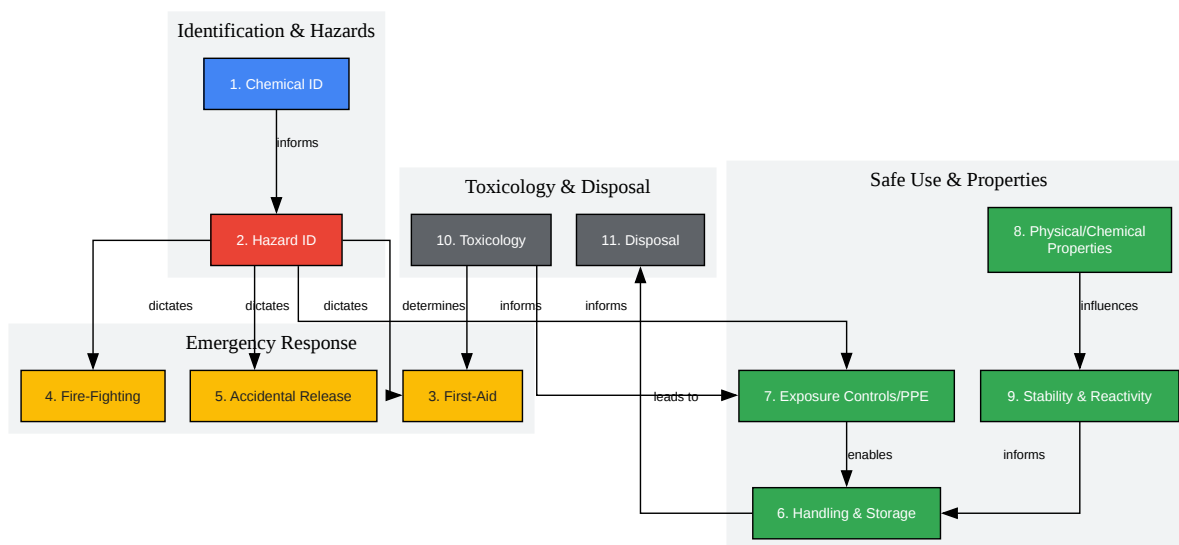 Identification & Hazards
1. Chemical ID
informs
Toxicology & Disposal
Safe Use & Properties
2. Hazard ID
10. Toxicology
11. Disposal
8. Physical/Chemical
Properties
dictates
dictates
dictates
determines
informs
informs
influences
Emergency Response
4. Fire-Fighting
5. Accidental Release
3. First-Aid
leads to
7. Exposure Controls/PPE
9. Stability & Reactivity
enables
informs
6. Handling & Storage